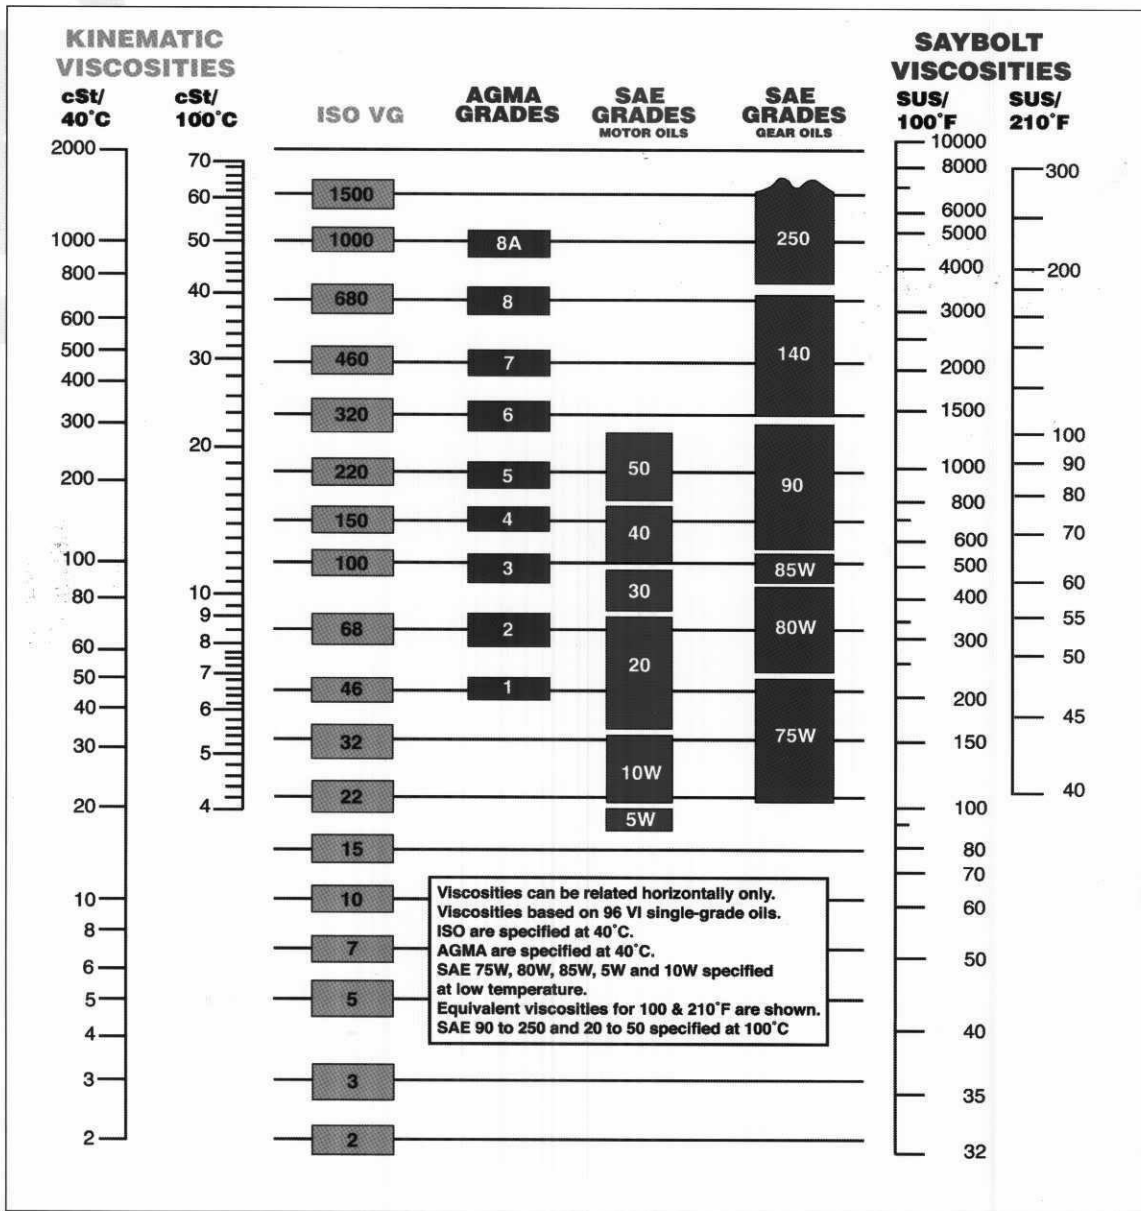 KINEMATIC
VISCOSITIES
SAYBOLT
VISCOSITIES
cSt/
40°C
cSt/
100°C
ISO VG
AGMA
GRADES
SAE
GRADES
MOTOR OILS
SAE
GRADES
GEAR OILS
SUS/
100°F
SUS/
210°F
2000
1000
800
600
500
400
300
200
100
80
60
50
40
30
20
10
8
6
5
4
3
2
70
60
50
40
30
20
10
9
8
7
6
5
4
1500
1000
680
460
320
220
150
100
68
46
32
22
15
10
7
5
3
2
8A
8
7
6
5
4
3
2
1
50
40
30
20
10W
5W
250
140
90
85W
80W
75W
10000
8000
6000
5000
4000
3000
2000
1500
1000
800
600
500
400
300
200
150
100
80
70
60
50
40
35
32
300
200
100
90
80
70
60
55
50
45
40
Viscosities can be related horizontally only.
Viscosities based on 96 VI single-grade oils.
ISO are specified at 40°C.
AGMA are specified at 40°C.
SAE 75W, 80W, 85W, 5W and 10W specified
at low temperature.
Equivalent viscosities for 100 & 210°F are shown.
SAE 90 to 250 and 20 to 50 specified at 100°C